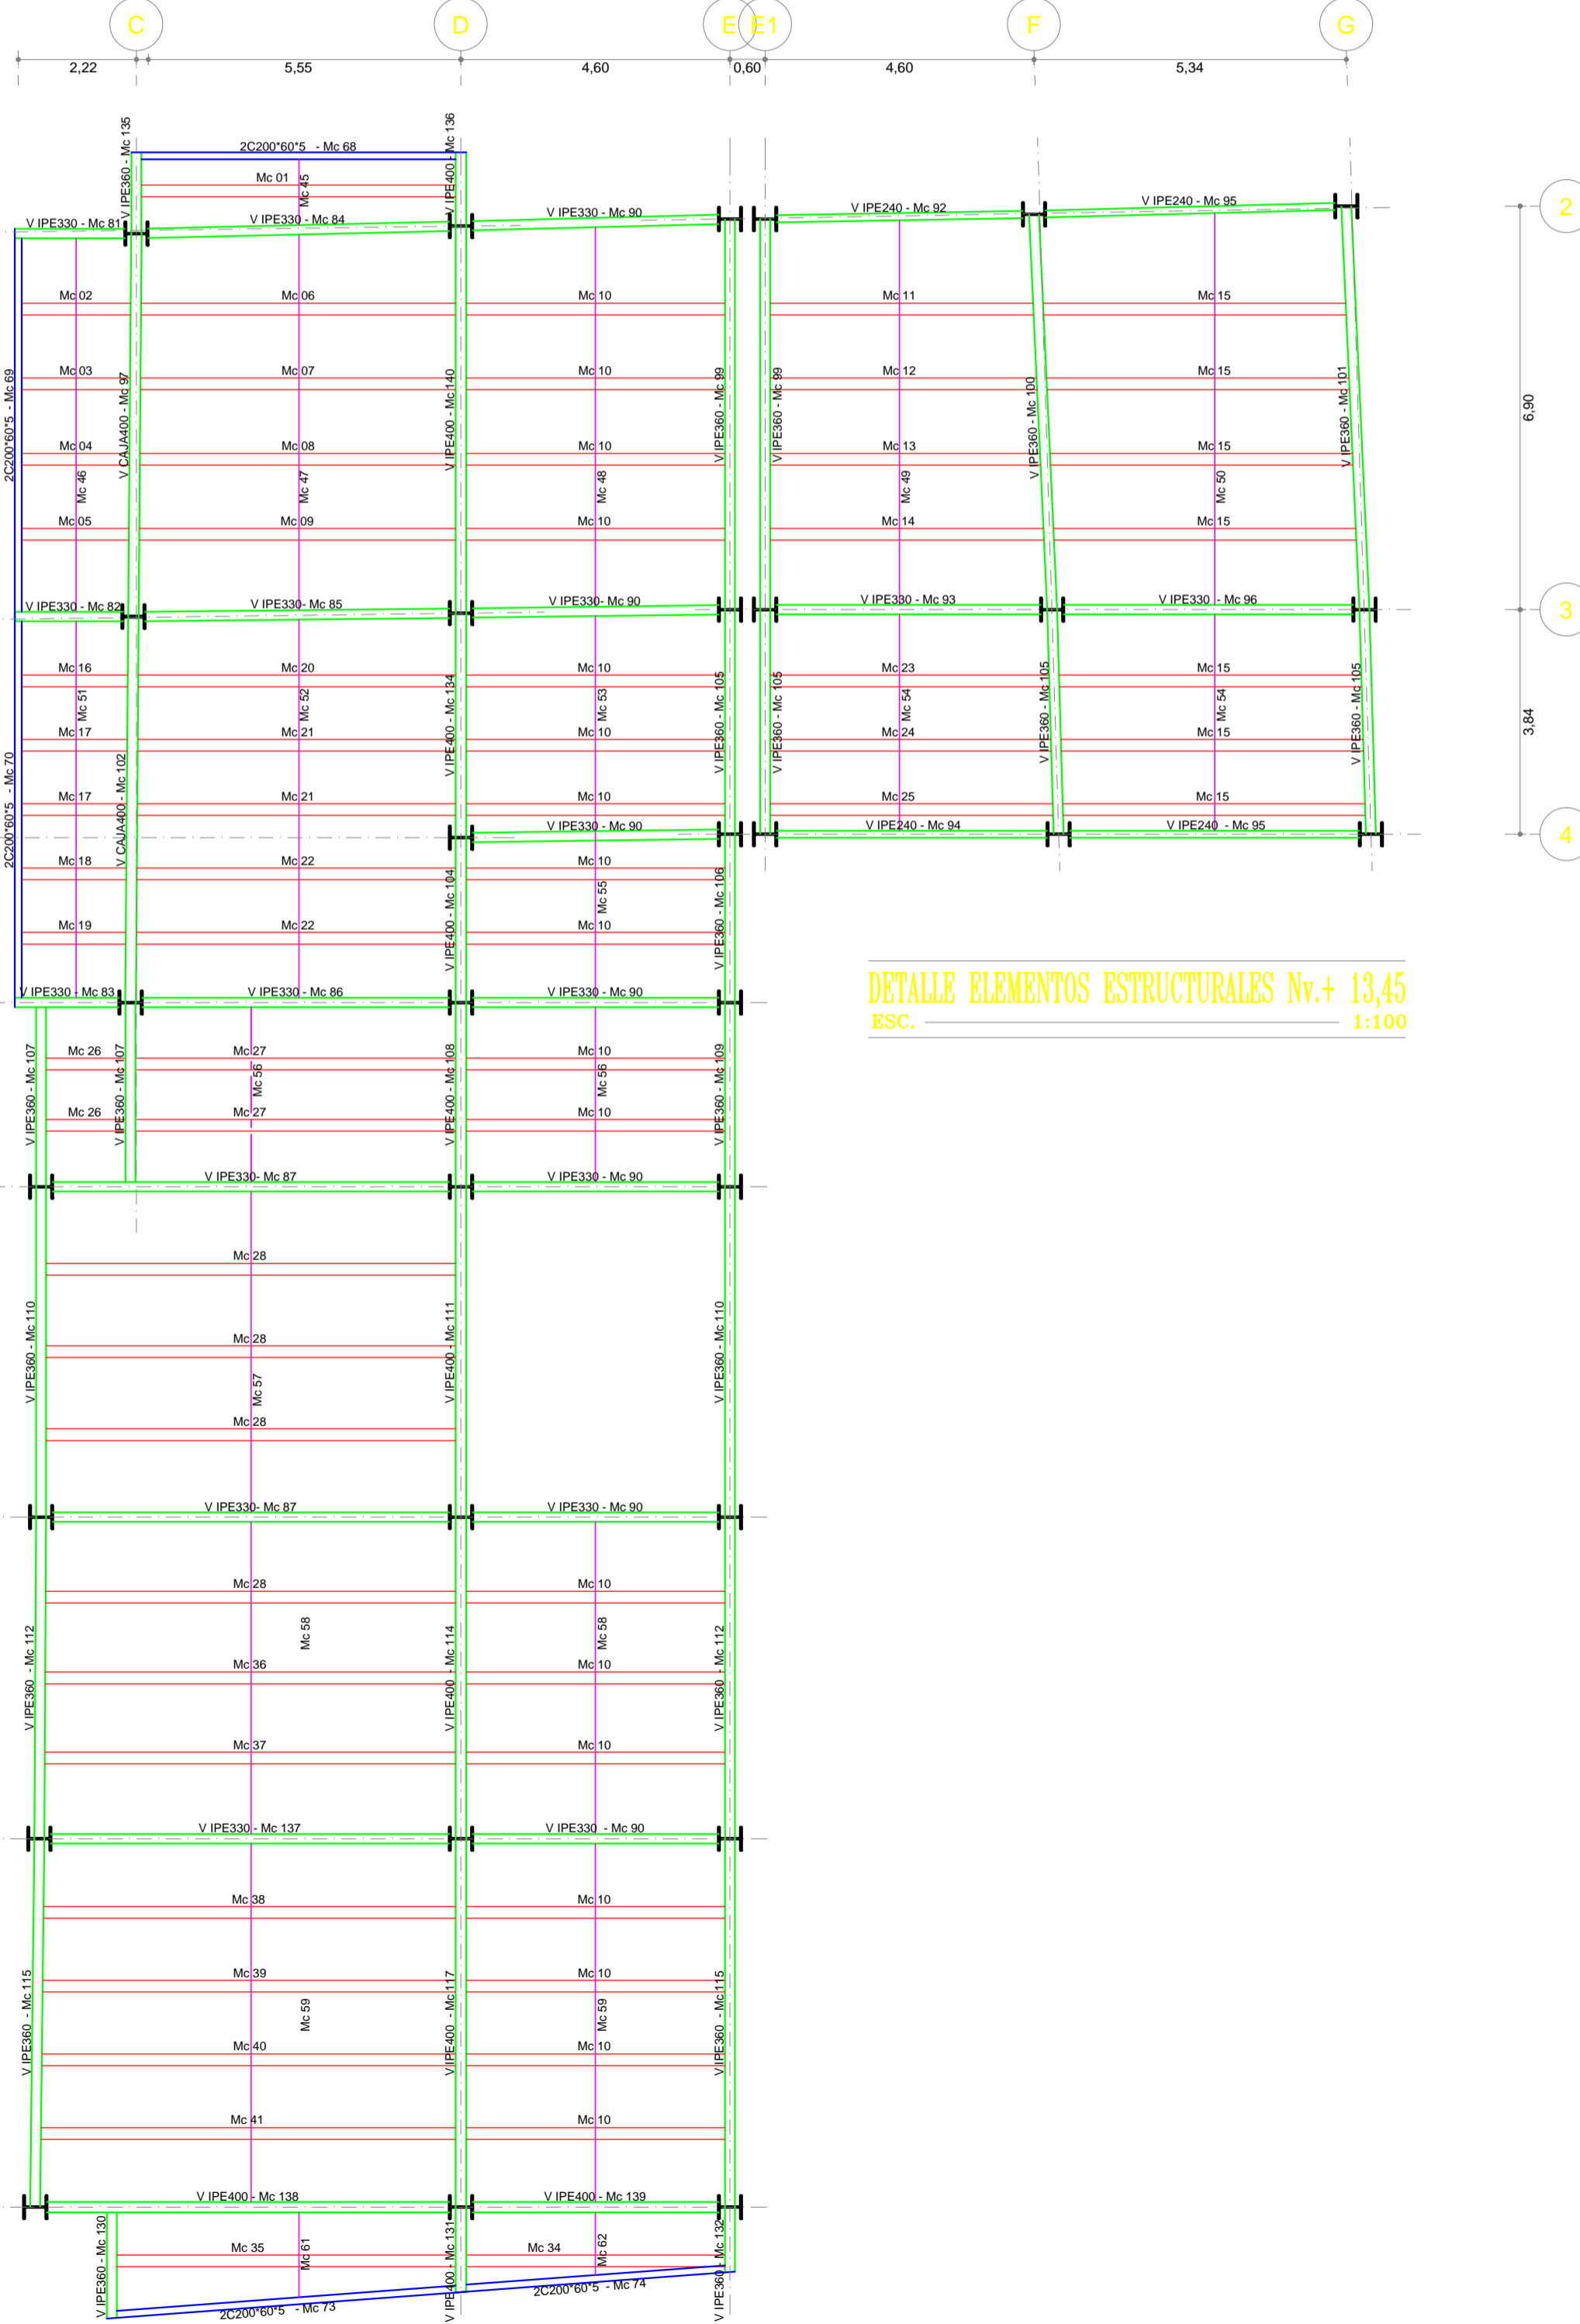 C D E E1 F G
2,22 5,55 4,60 0,60 4,60 5,34
V IPE360 - Mc 135
2C200*60*5 - Mc 68
V IPE400 - Mc 136
Mc 01
Mc 45
V IPE330 - Mc 81
V IPE330 - Mc 84
V IPE330 - Mc 90
V IPE240 - Mc 92
V IPE240 - Mc 95
2
Mc 02 Mc 06 Mc 10 Mc 11 Mc 15
2C200*60*5 - Mc 69
V CAJA400 - Mc 97
V IPE400 - Mc 140
V IPE360 - Mc 99
V IPE360 - Mc 99
V IPE360 - Mc 100
V IPE360 - Mc 101
6,90
Mc 03 Mc 07 Mc 10 Mc 12 Mc 15
Mc 04 Mc 08 Mc 10 Mc 13 Mc 15
Mc 46 Mc 47 Mc 48 Mc 49 Mc 50
Mc 05 Mc 09 Mc 10 Mc 14 Mc 15
V IPE330 - Mc 82
V IPE330- Mc 85
V IPE330- Mc 90
V IPE330 - Mc 93
V IPE330 - Mc 96
3
Mc 16 Mc 20 Mc 10 Mc 23 Mc 15
Mc 51 Mc 52 Mc 53 Mc 54 Mc 54
V IPE400 - Mc 134
V IPE360 - Mc 105
V IPE360 - Mc 105
V IPE360 - Mc 105
V IPE360 - Mc 105
3,84
Mc 17 Mc 21 Mc 10 Mc 24 Mc 15
2C200*60*5 - Mc 70
V CAJA400 - Mc 102
Mc 17 Mc 21 Mc 10 Mc 25 Mc 15
V IPE330 - Mc 90
V IPE240 - Mc 94
V IPE240 - Mc 95
4
Mc 18 Mc 22 Mc 10
V IPE400 - Mc 104
Mc 55
V IPE360 - Mc 106
Mc 19 Mc 22 Mc 10
V IPE330 - Mc 83
V IPE330 - Mc 86
V IPE330 - Mc 90
DETALLE ELEMENTOS ESTRUCTURALES Nv.+ 13,45
ESC. 1:100
Mc 26 Mc 27 Mc 10
V IPE360 - Mc 107
V IPE360 - Mc 107
Mc 56
V IPE400 - Mc 108
Mc 56
V IPE360 - Mc 109
Mc 26 Mc 27 Mc 10
V IPE330- Mc 87
V IPE330 - Mc 90
Mc 28
V IPE360 - Mc 110
V IPE400 - Mc 111
V IPE360 - Mc 110
Mc 28
Mc 57
Mc 28
V IPE330- Mc 87
V IPE330 - Mc 90
Mc 28 Mc 10
Mc 58 Mc 58
V IPE360 - Mc 112
V IPE400 - Mc 114
V IPE360 - Mc 112
Mc 36 Mc 10
Mc 37 Mc 10
V IPE330 - Mc 137
V IPE330 - Mc 90
Mc 38 Mc 10
Mc 39 Mc 10
V IPE360 - Mc 115
Mc 59
V IPE400 - Mc 117
Mc 59
V IPE360 - Mc 115
Mc 40 Mc 10
Mc 41 Mc 10
V IPE400 - Mc 138
V IPE400 - Mc 139
V IPE360 - Mc 130
Mc 35
Mc 61
V IPE400 - Mc 131
Mc 34
Mc 62
V IPE360 - Mc 132
2C200*60*5 - Mc 73
2C200*60*5 - Mc 74